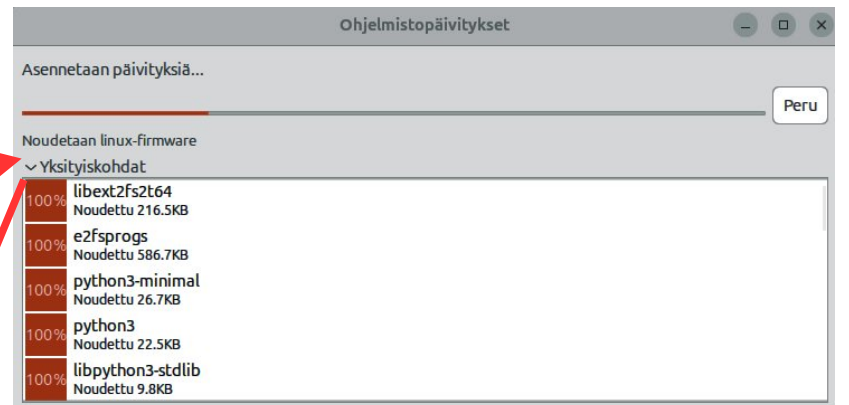 Ohjelmistopäivitykset
Asennetaan päivityksiä...
Peru
Noudetaan linux-firmware
Yksityiskohdat
100% libext2fs2t64
Noudettu 216.5KB
100% e2fsprogs
Noudettu 586.7KB
100% python3-minimal
Noudettu 26.7KB
100% python3
Noudettu 22.5KB
100% libpython3-stdlib
Noudettu 9.8KB